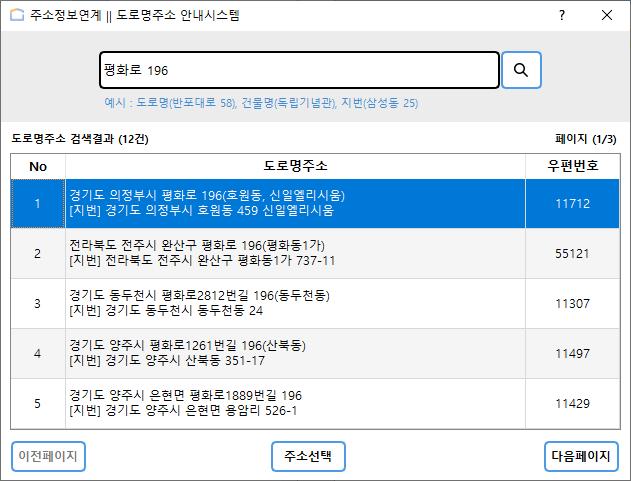 주소정보연계 || 도로명주소 안내시스템 ?
평화로 196
예시 : 도로명(반포대로 58), 건물명(독립기념관), 지번(삼성동 25)
도로명주소 검색결과 (12건) 페이지 (1/3)
No 도로명주소 우편번호
1 경기도 의정부시 평화로 196(호원동, 신일엘리시움) 11712
[지번] 경기도 의정부시 호원동 459 신일엘리시움
2 전라북도 전주시 완산구 평화로 196(평화동1가) 55121
[지번] 전라북도 전주시 완산구 평화동1가 737-11
3 경기도 동두천시 평화로2812번길 196(동두천동) 11307
[지번] 경기도 동두천시 동두천동 24
4 경기도 양주시 평화로1261번길 196(산북동) 11497
[지번] 경기도 양주시 산북동 351-17
5 경기도 양주시 은현면 평화로1889번길 196 11429
[지번] 경기도 양주시 은현면 용암리 526-1
이전페이지 주소선택 다음페이지